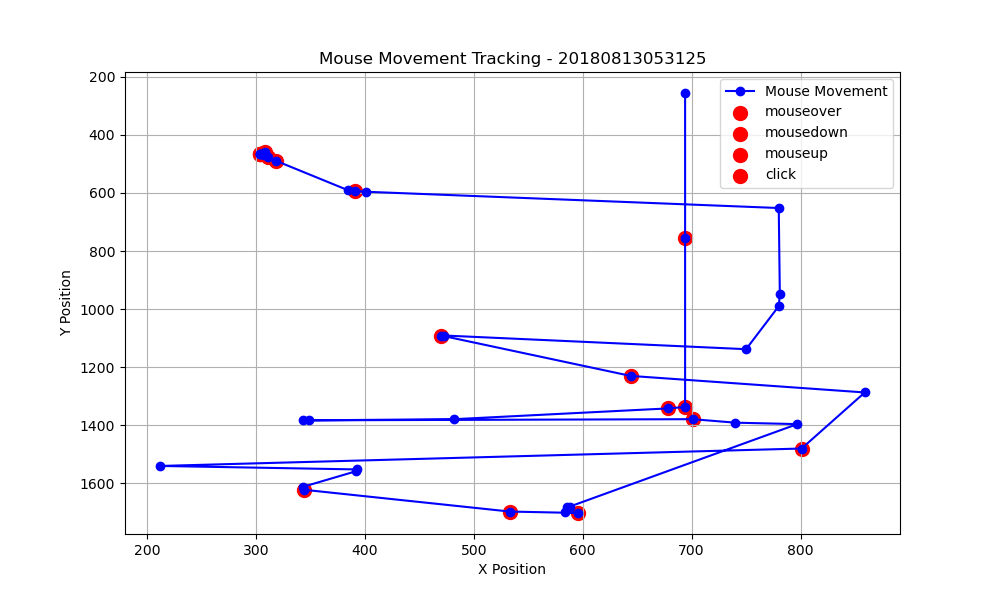 Mouse Movement Tracking - 20180813053125
Mouse Movement
mouseover
mousedown
mouseup
click
200
400
600
800
1000
1200
1400
1600
Y Position
200 300 400 500 600 700 800
X Position